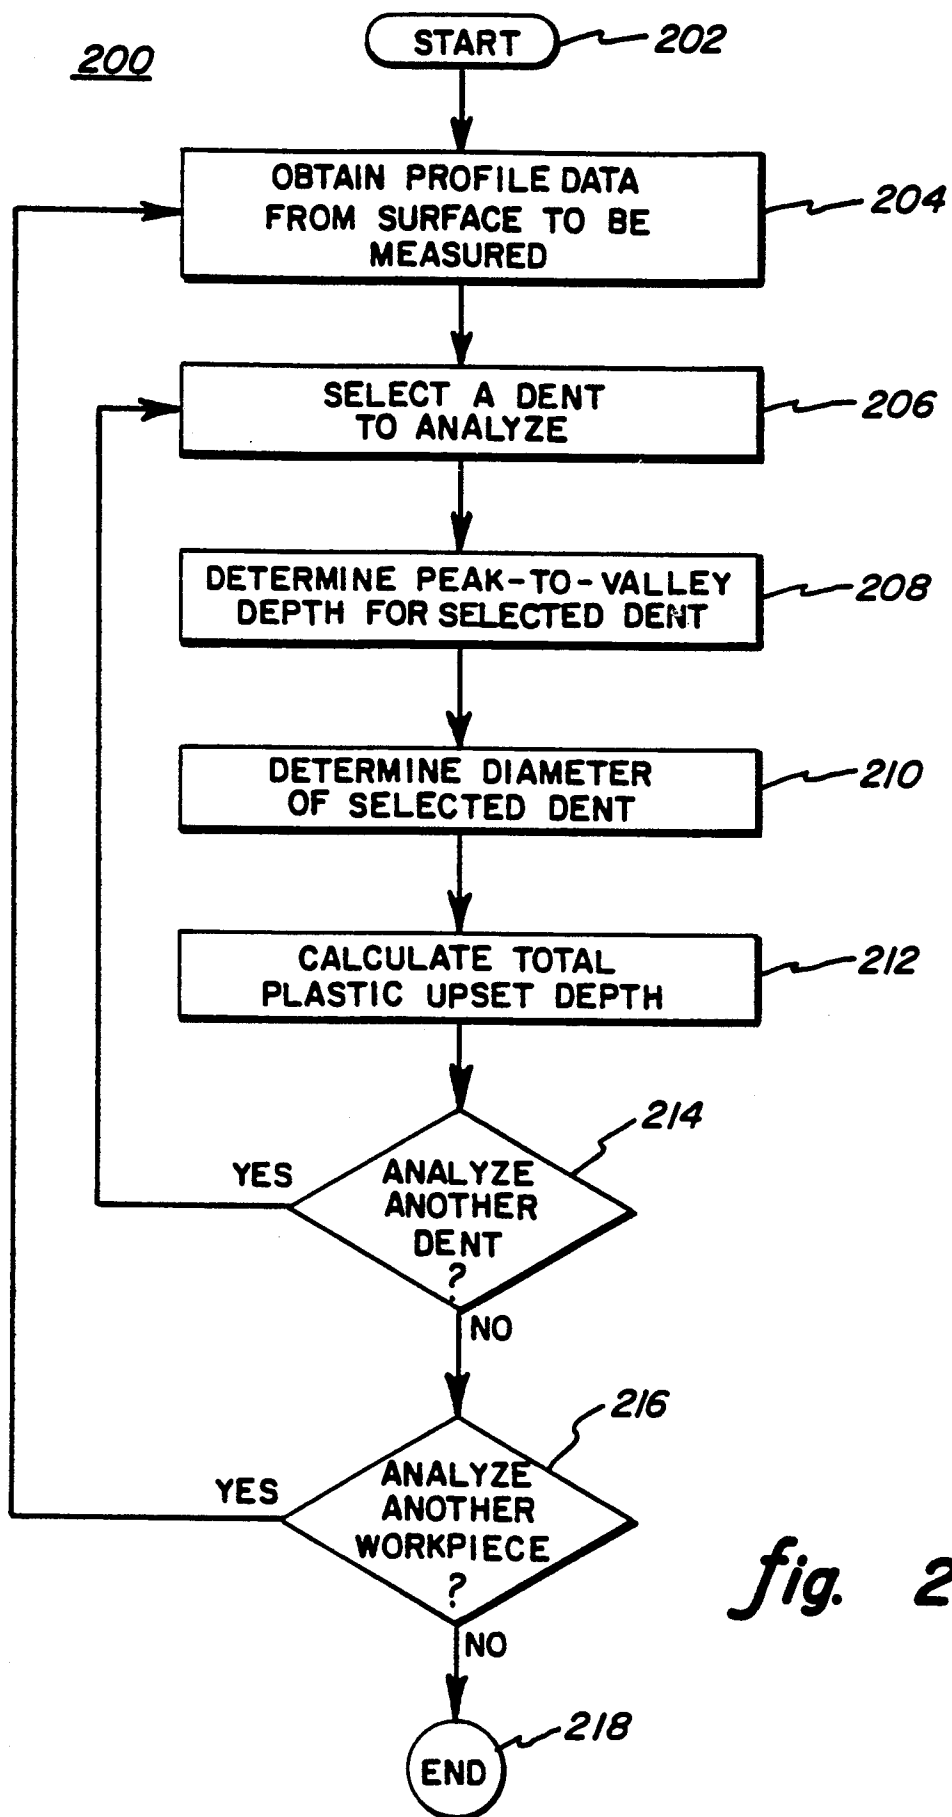 200
START
202
OBTAIN PROFILE DATA
FROM SURFACE TO BE
MEASURED
204
SELECT A DENT
TO ANALYZE
206
DETERMINE PEAK-TO-VALLEY
DEPTH FOR SELECTED DENT
208
DETERMINE DIAMETER
OF SELECTED DENT
210
CALCULATE TOTAL
PLASTIC UPSET DEPTH
212
214
YES
ANALYZE
ANOTHER
DENT
?
NO
216
YES
ANALYZE
ANOTHER
WORKPIECE
?
NO
fig. 2
218
END